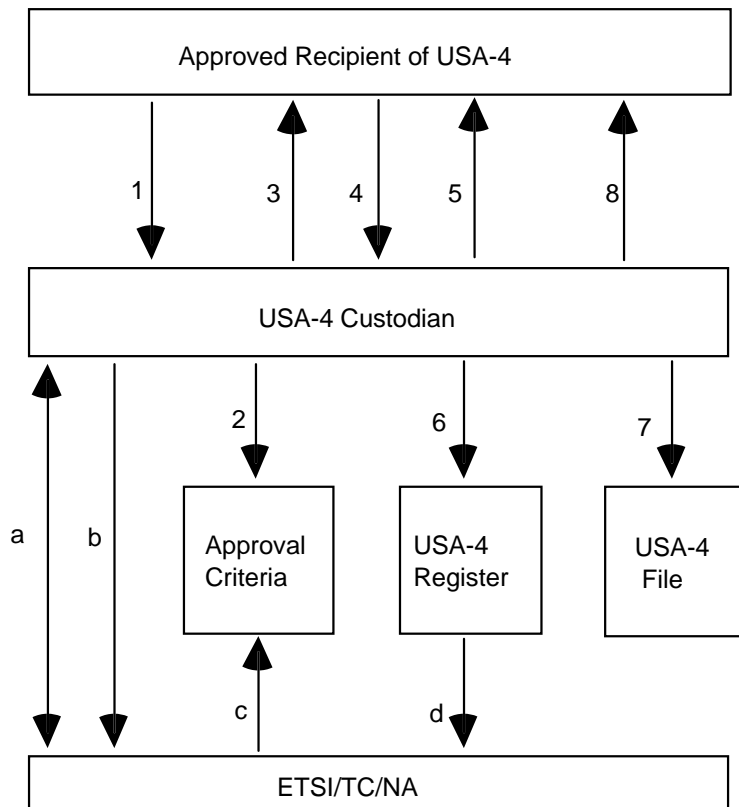 Approved Recipient of USA-4
1
3
4
5
8
USA-4 Custodian
2
6
7
a
b
Approval
Criteria
USA-4
Register
USA-4
File
c
d
ETSI/TC/NA